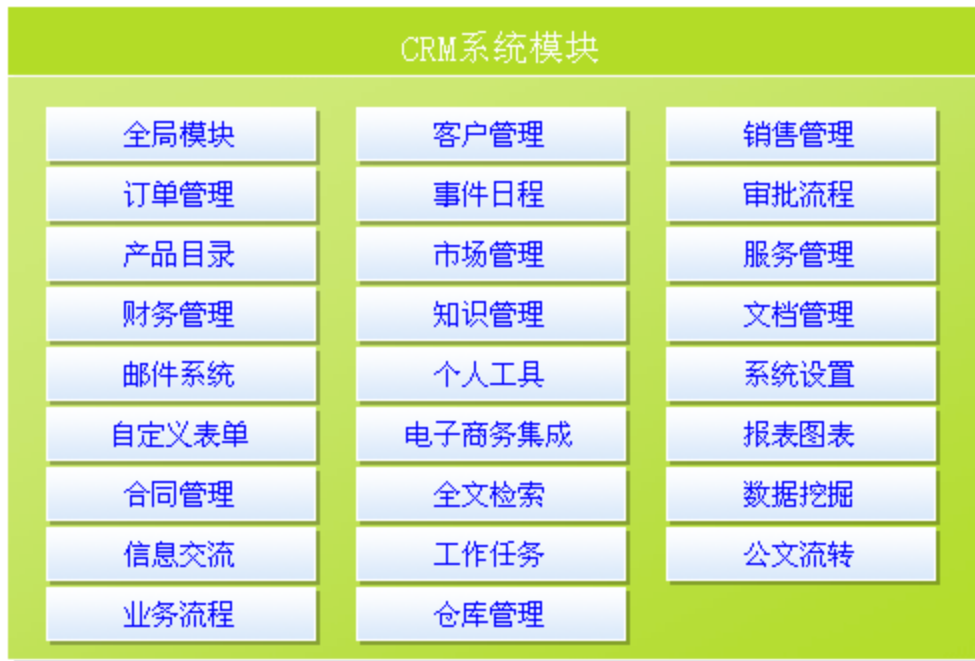 CRM系统模块
全局模块 客户管理 销售管理
订单管理 事件日程 审批流程
产品目录 市场管理 服务管理
财务管理 知识管理 文档管理
邮件系统 个人工具 系统设置
自定义表单 电子商务集成 报表图表
合同管理 全文检索 数据挖掘
信息交流 工作任务 公文流转
业务流程 仓库管理